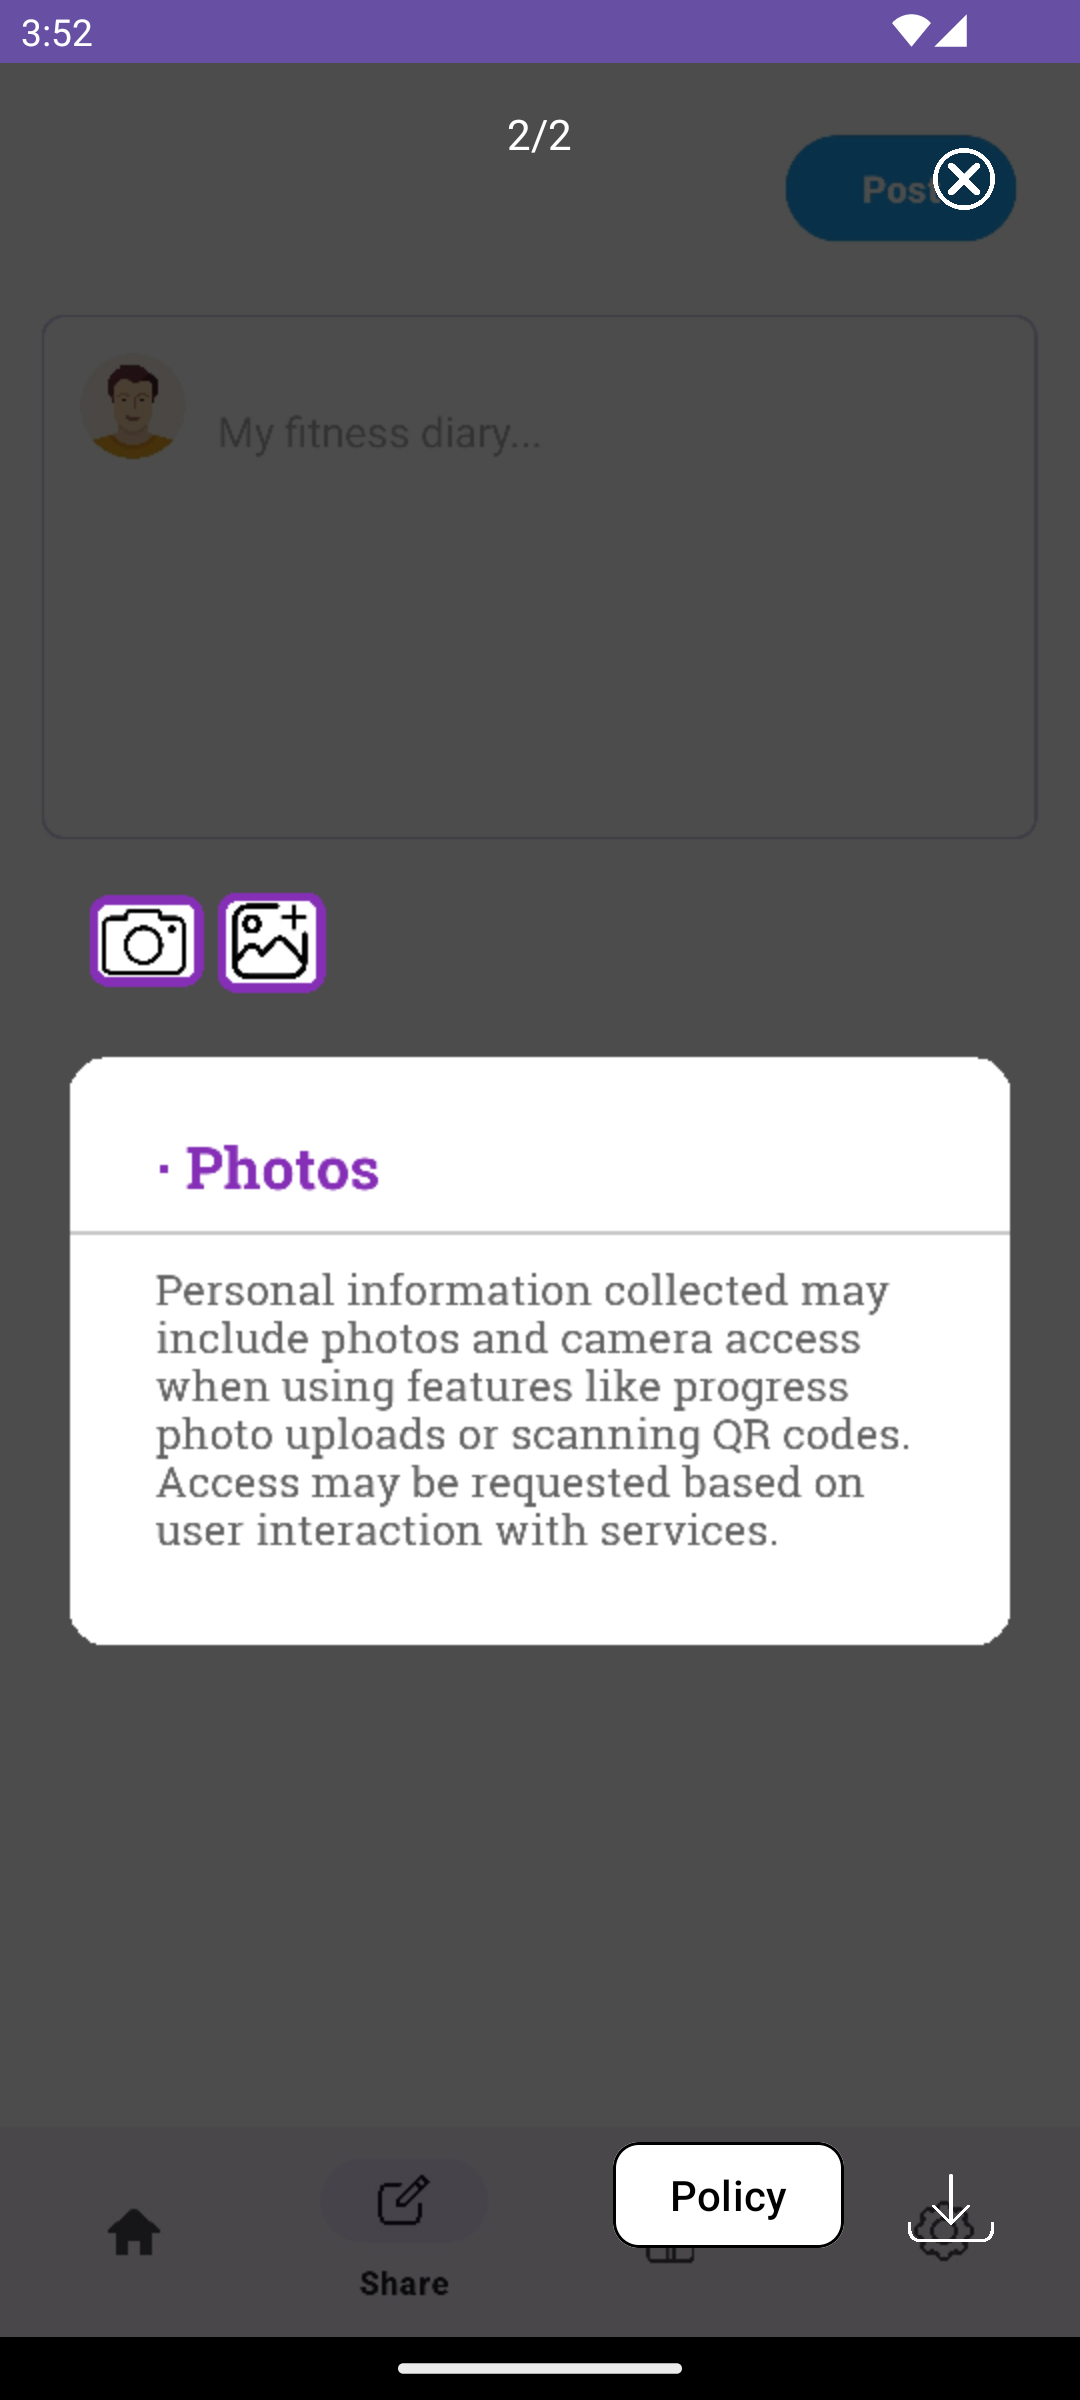 3:52
2/2
Post
My fitness diary...
· Photos
Personal information collected may
include photos and camera access
when using features like progress
photo uploads or scanning QR codes.
Access may be requested based on
user interaction with services.
Policy
Share